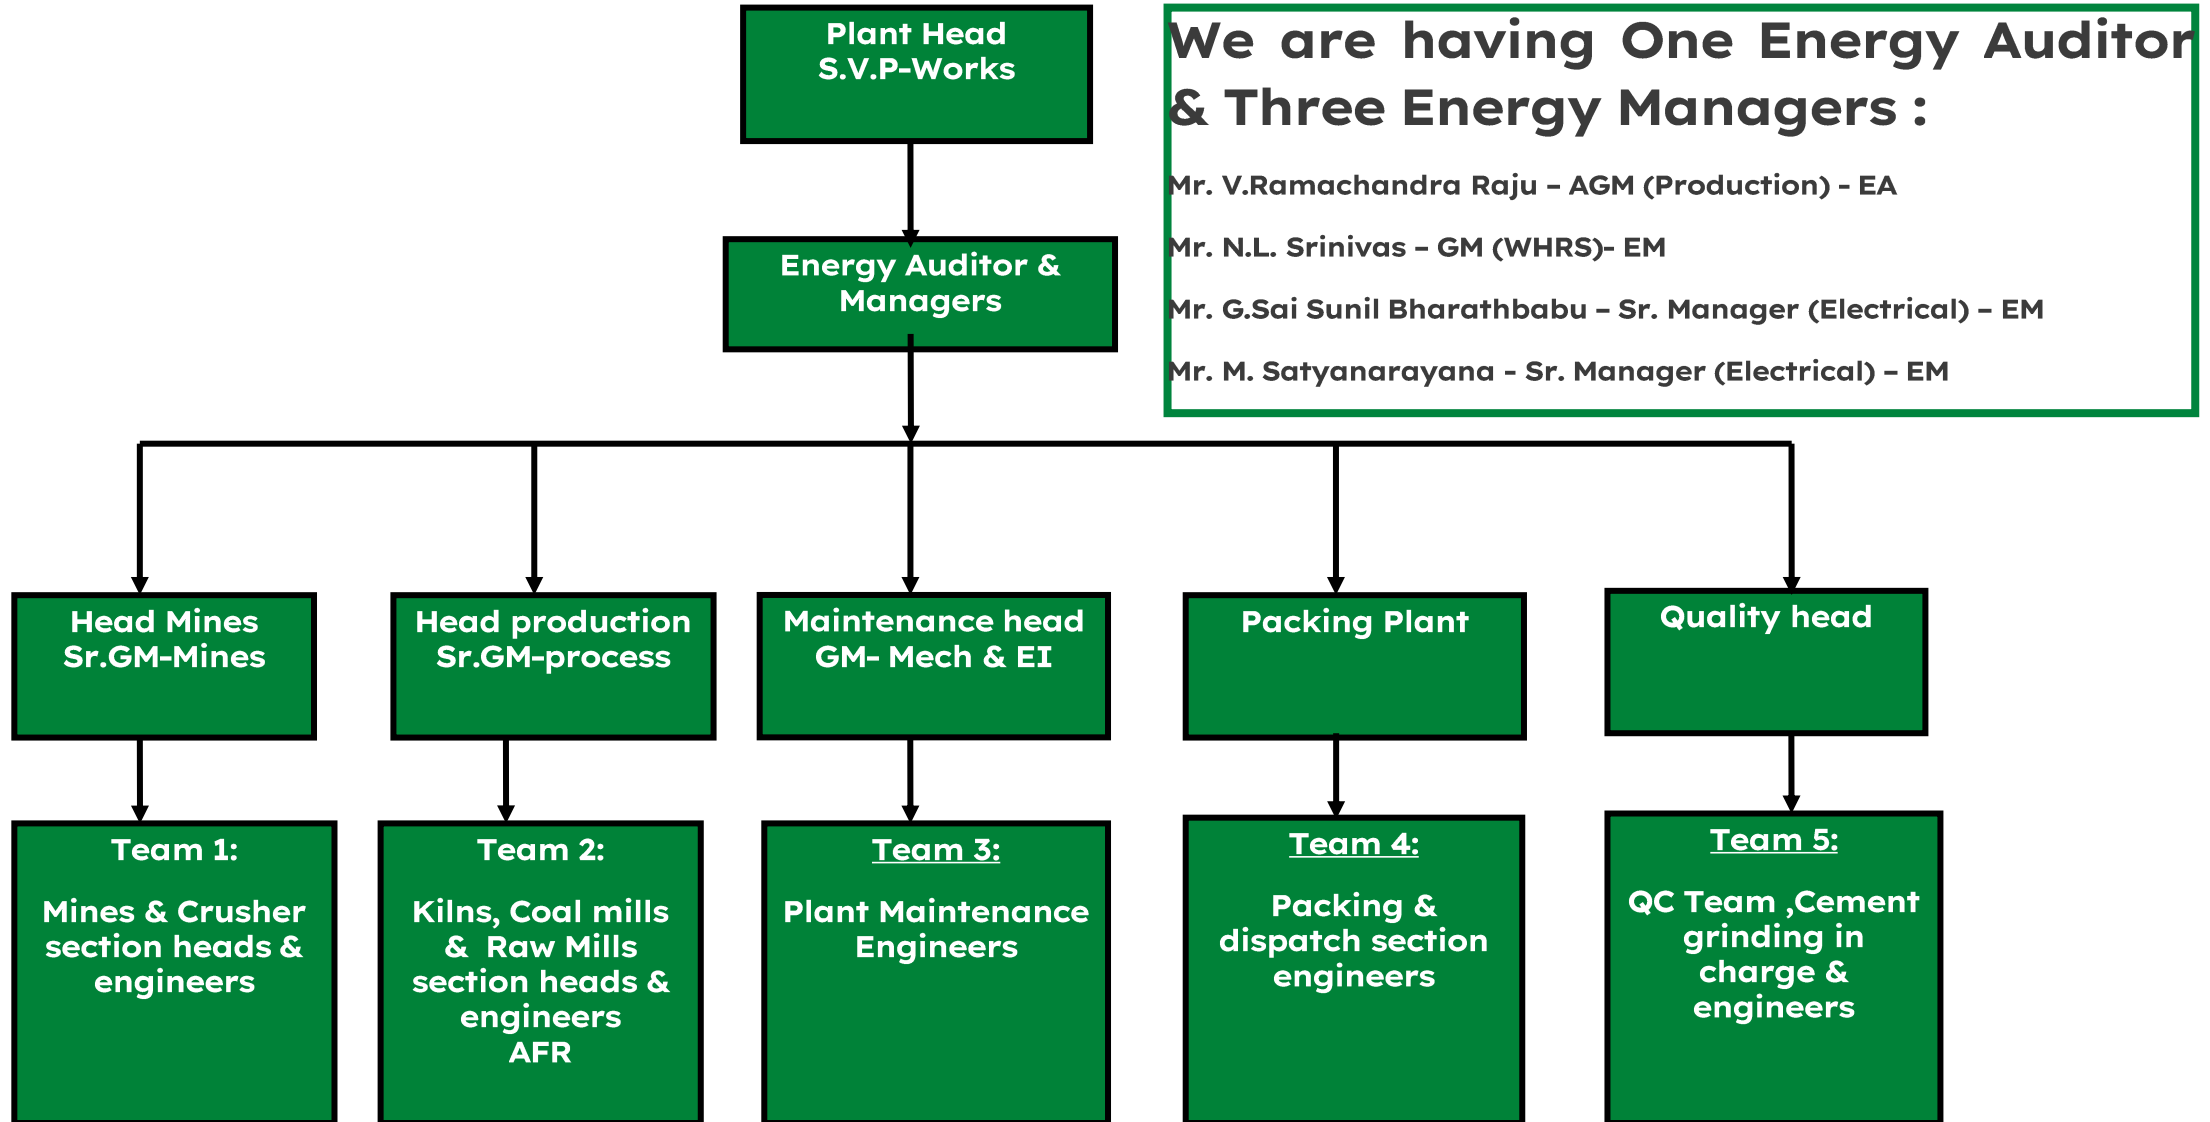 Plant Head
S.V.P-Works
We are having One Energy Auditor
& Three Energy Managers :
Mr. V.Ramachandra Raju – AGM (Production) - EA
Mr. N.L. Srinivas – GM (WHRS)- EM
Mr. G.Sai Sunil Bharathbabu – Sr. Manager (Electrical) – EM
Mr. M. Satyanarayana - Sr. Manager (Electrical) – EM
Energy Auditor &
Managers
Head Mines
Sr.GM-Mines
Head production
Sr.GM-process
Maintenance head
GM- Mech & EI
Packing Plant
Quality head
Team 1:
Mines & Crusher
section heads &
engineers
Team 2:
Kilns, Coal mills
& Raw Mills
section heads &
engineers
AFR
Team 3:
Plant Maintenance
Engineers
Team 4:
Packing &
dispatch section
engineers
Team 5:
QC Team ,Cement
grinding in
charge &
engineers